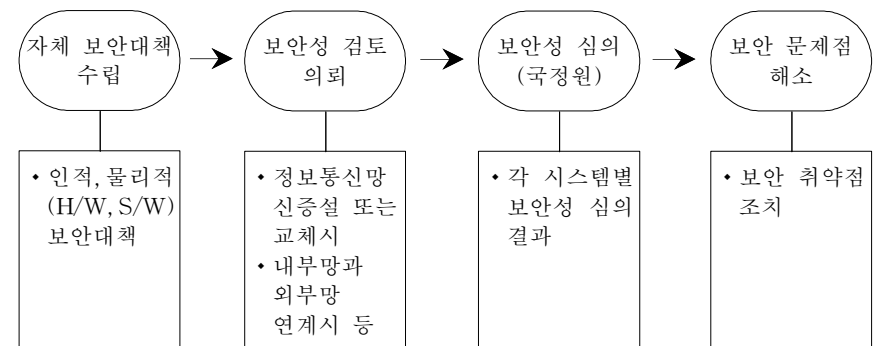 자체 보안대책
수립
보안성 검토
의뢰
보안성 심의
(국정원)
보안 문제점
해소
• 인적, 물리적
(H/W, S/W)
보안대책
• 정보통신망
신증설 또는
교체시
• 내부망과
외부망
연계시 등
• 각 시스템별
보안성 심의
결과
• 보안 취약점
조치